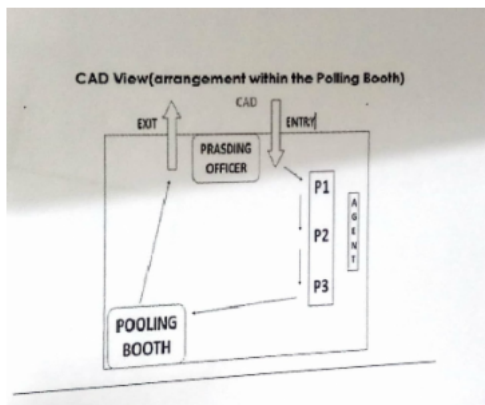 CAD View(arrangement within the Polling Booth)
CAD
EXIT
ENTRY
PRASDING
OFFICER
P1
P2
P3
AGENT
POOLING
BOOTH